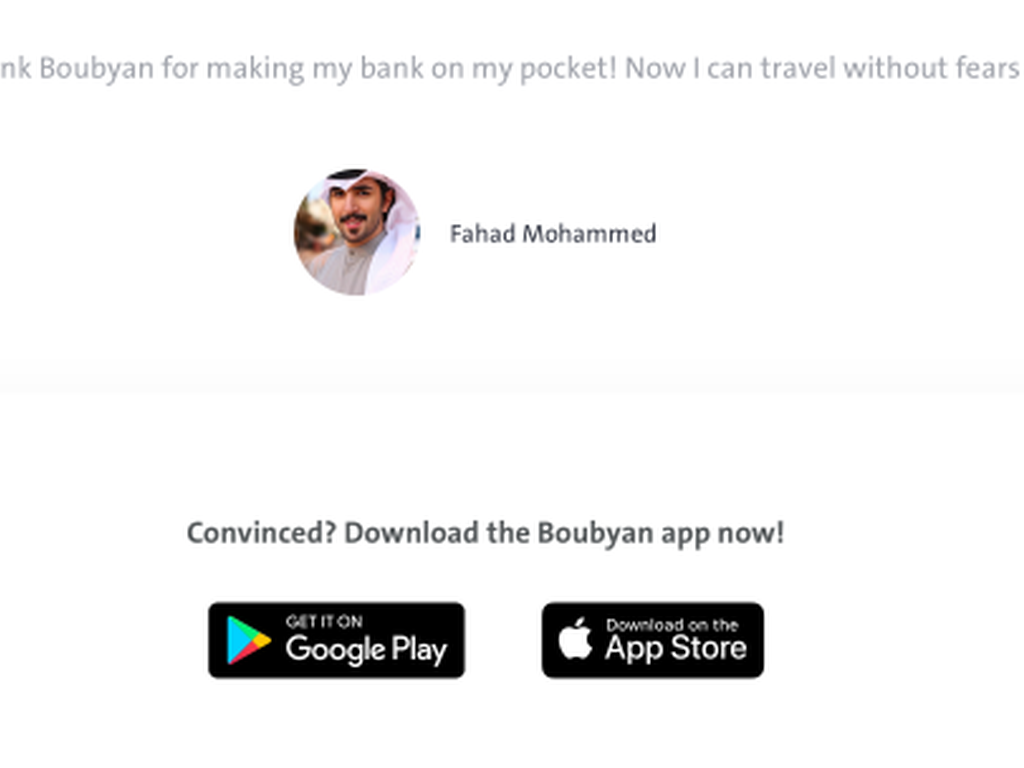 nk Boubyan for making my bank on my pocket! Now I can travel without fears
Fahad Mohammed
Convinced? Download the Boubyan app now!
GET IT ON
Google Play
Download on the
App Store